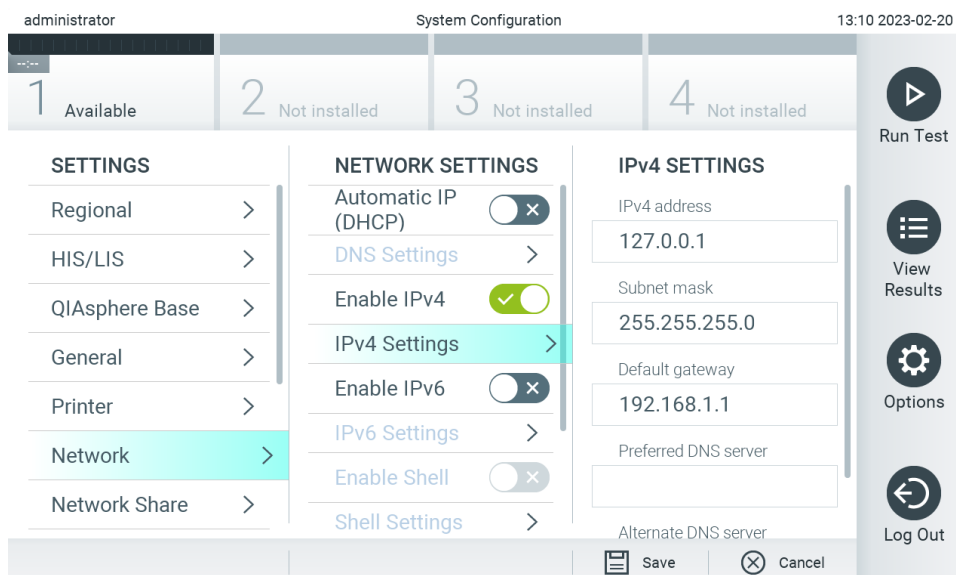 administrator
System Configuration
13:10 2023-02-20
--:--
1 Available
2 Not installed
3 Not installed
4 Not installed
Run Test
SETTINGS
Regional
HIS/LIS
QIAsphere Base
General
Printer
Network
Network Share
NETWORK SETTINGS
Automatic IP
(DHCP)
DNS Settings
Enable IPv4
IPv4 Settings
Enable IPv6
IPv6 Settings
Enable Shell
Shell Settings
IPv4 SETTINGS
IPv4 address
127.0.0.1
Subnet mask
255.255.255.0
Default gateway
192.168.1.1
Preferred DNS server
Alternate DNS server
View
Results
Options
Log Out
Save
Cancel